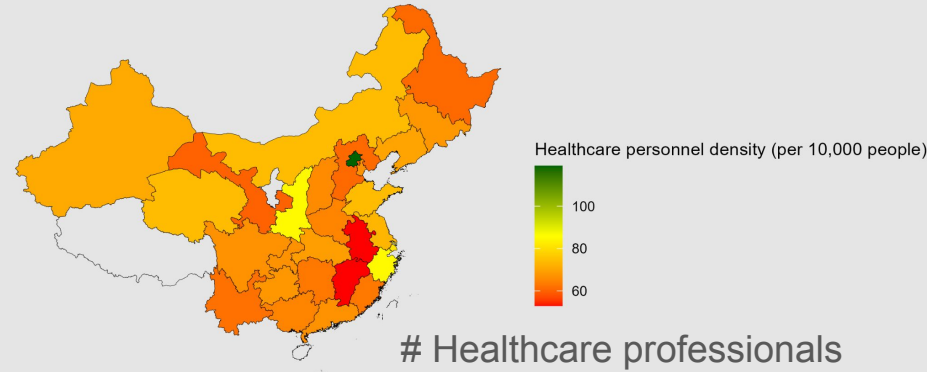 Healthcare personnel density (per 10,000 people)
100
80
60
# Healthcare professionals